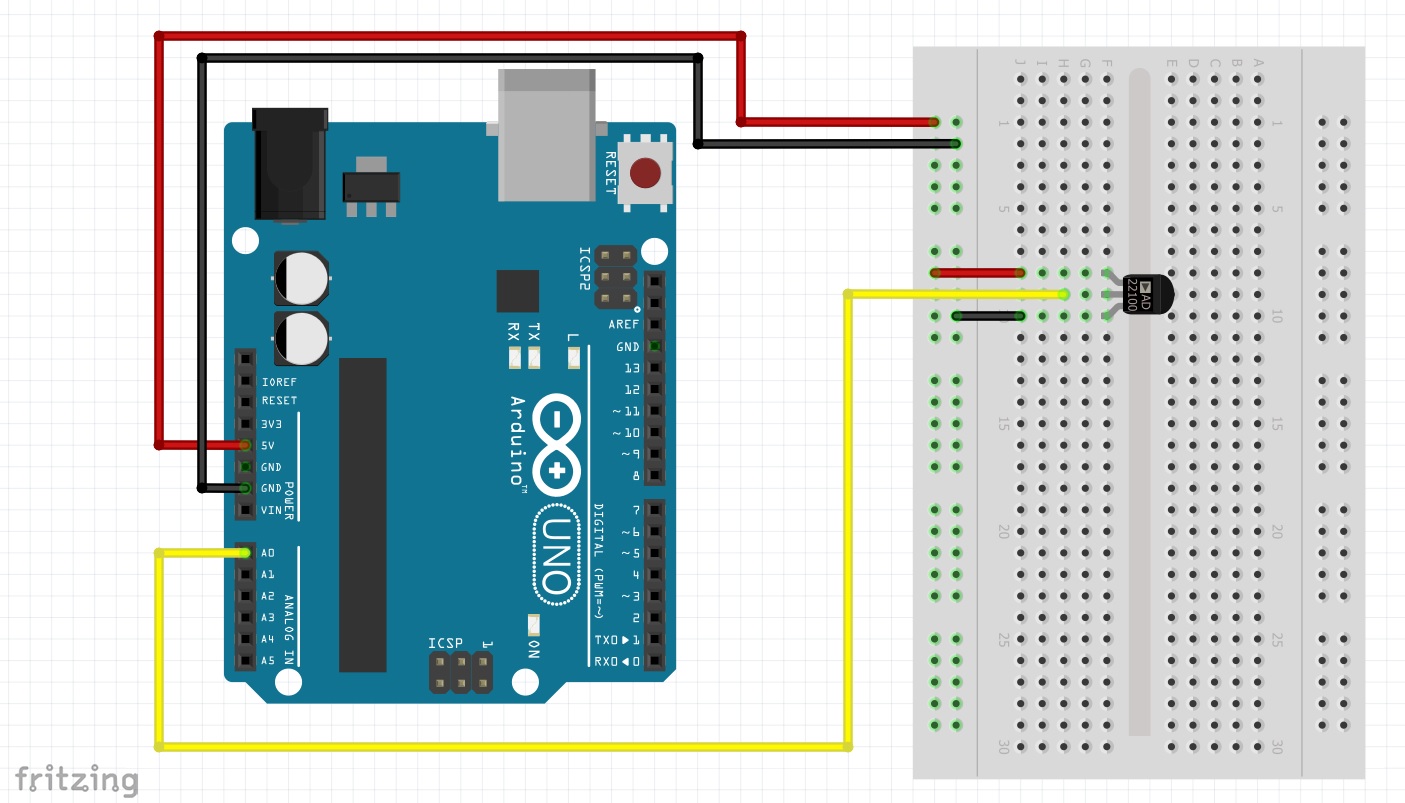 RESET
ICSP2
AREF
GND
13
12
~11
~10
~9
8
7
~6
~5
4
~3
2
TX0▶1
RX0◀0
DIGITAL (PWM=~)
RX
TX
L
Arduino™
UNO
ON
ICSP
1
IOREF
RESET
3V3
5V
GND
GND
VIN
POWER
A0
A1
A2
A3
A4
A5
ANALOG IN
J I H G F E D C B A
1 1
5 5
10
15 15
20 20
25 25
30 30
AD
22100
fritzing